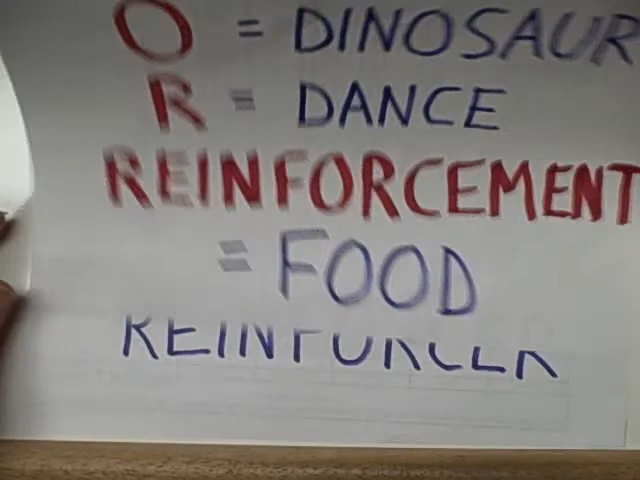 O = DINOSAUR
R = DANCE
REINFORCEMENT
= FOOD
REINFORCER